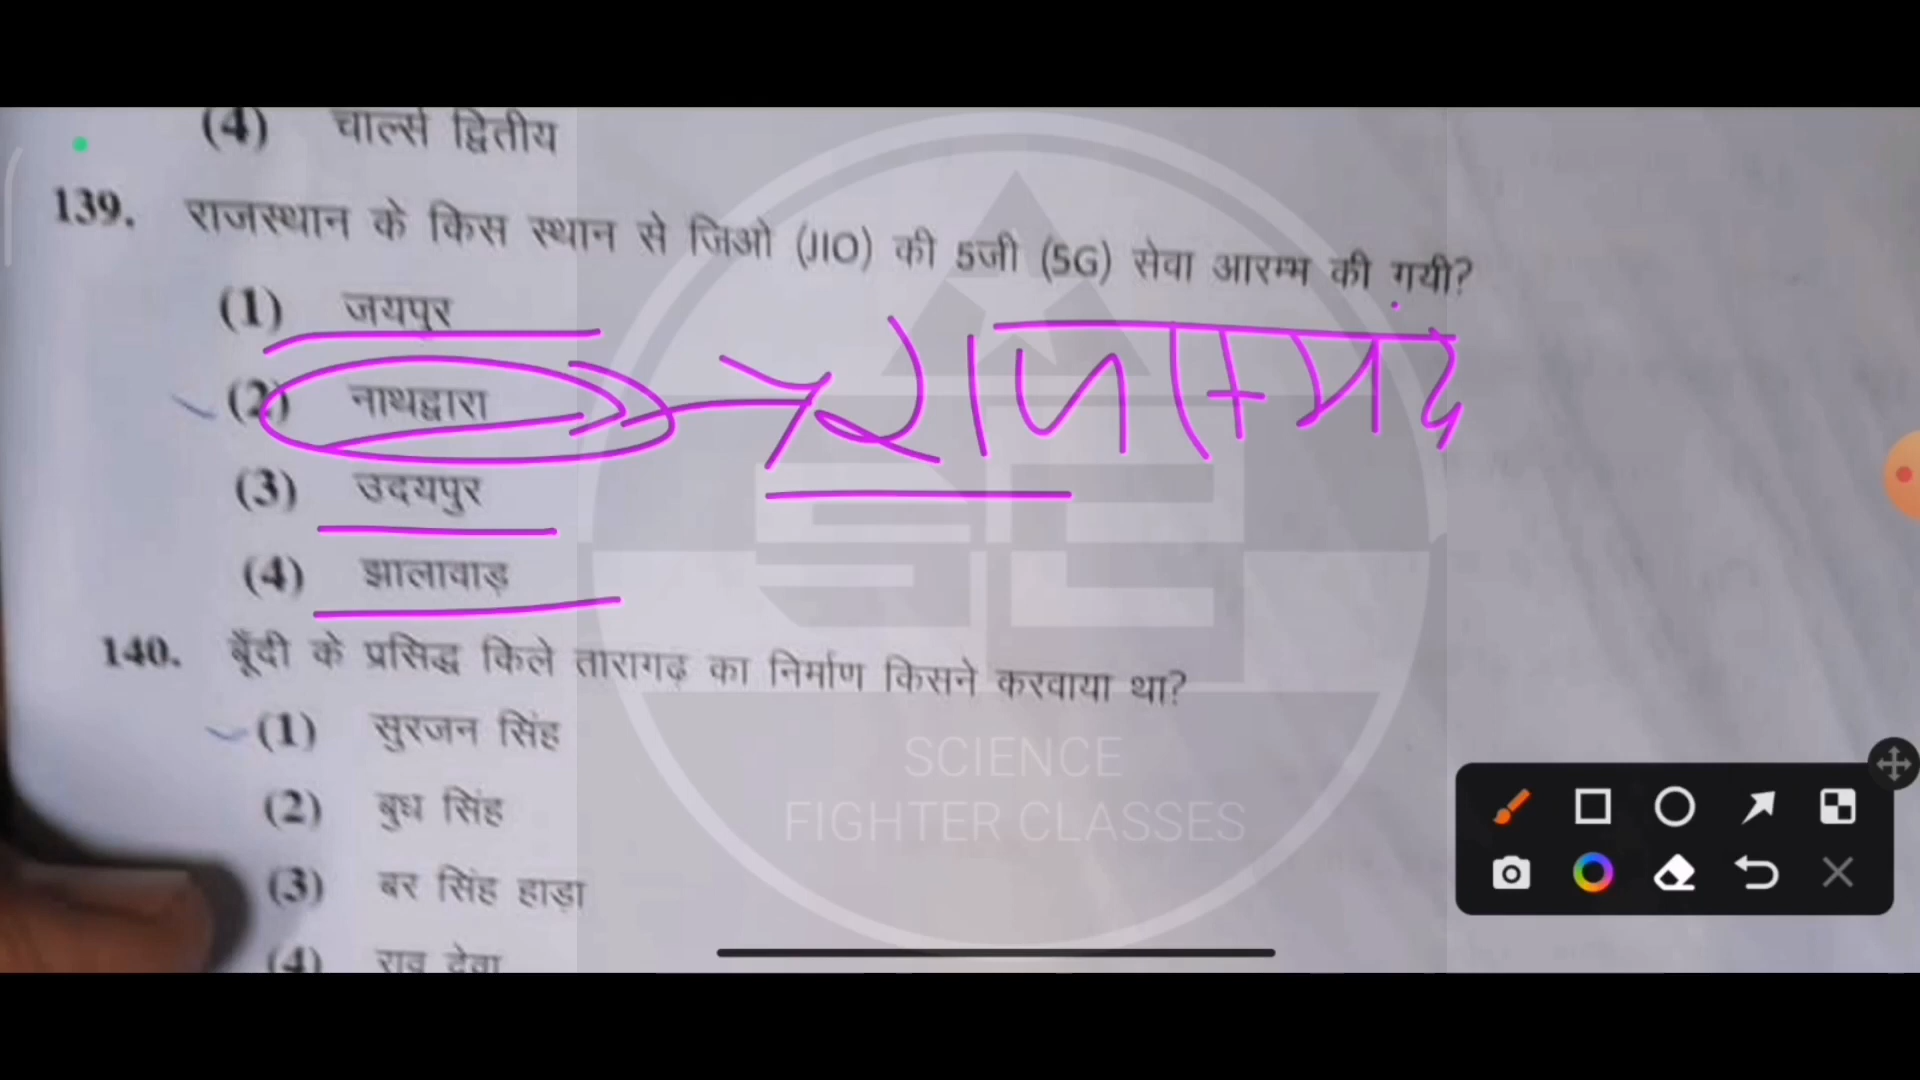 (4) चार्ल्स द्वितीय
139. राजस्थान के किस स्थान से जिओ (JIO) की 5जी (5G) सेवा आरम्भ की गयी?
(1) जयपुर
(2) नाथद्वारा
(3) उदयपुर
(4) झालावाड़
140. बूँदी के प्रसिद्ध किले तारागढ़ का निर्माण किसने करवाया था?
(1) सुरजन सिंह
(2) बुध सिंह
(3) बर सिंह हाड़ा
(4) राव देवा
SCIENCE
FIGHTER CLASSES